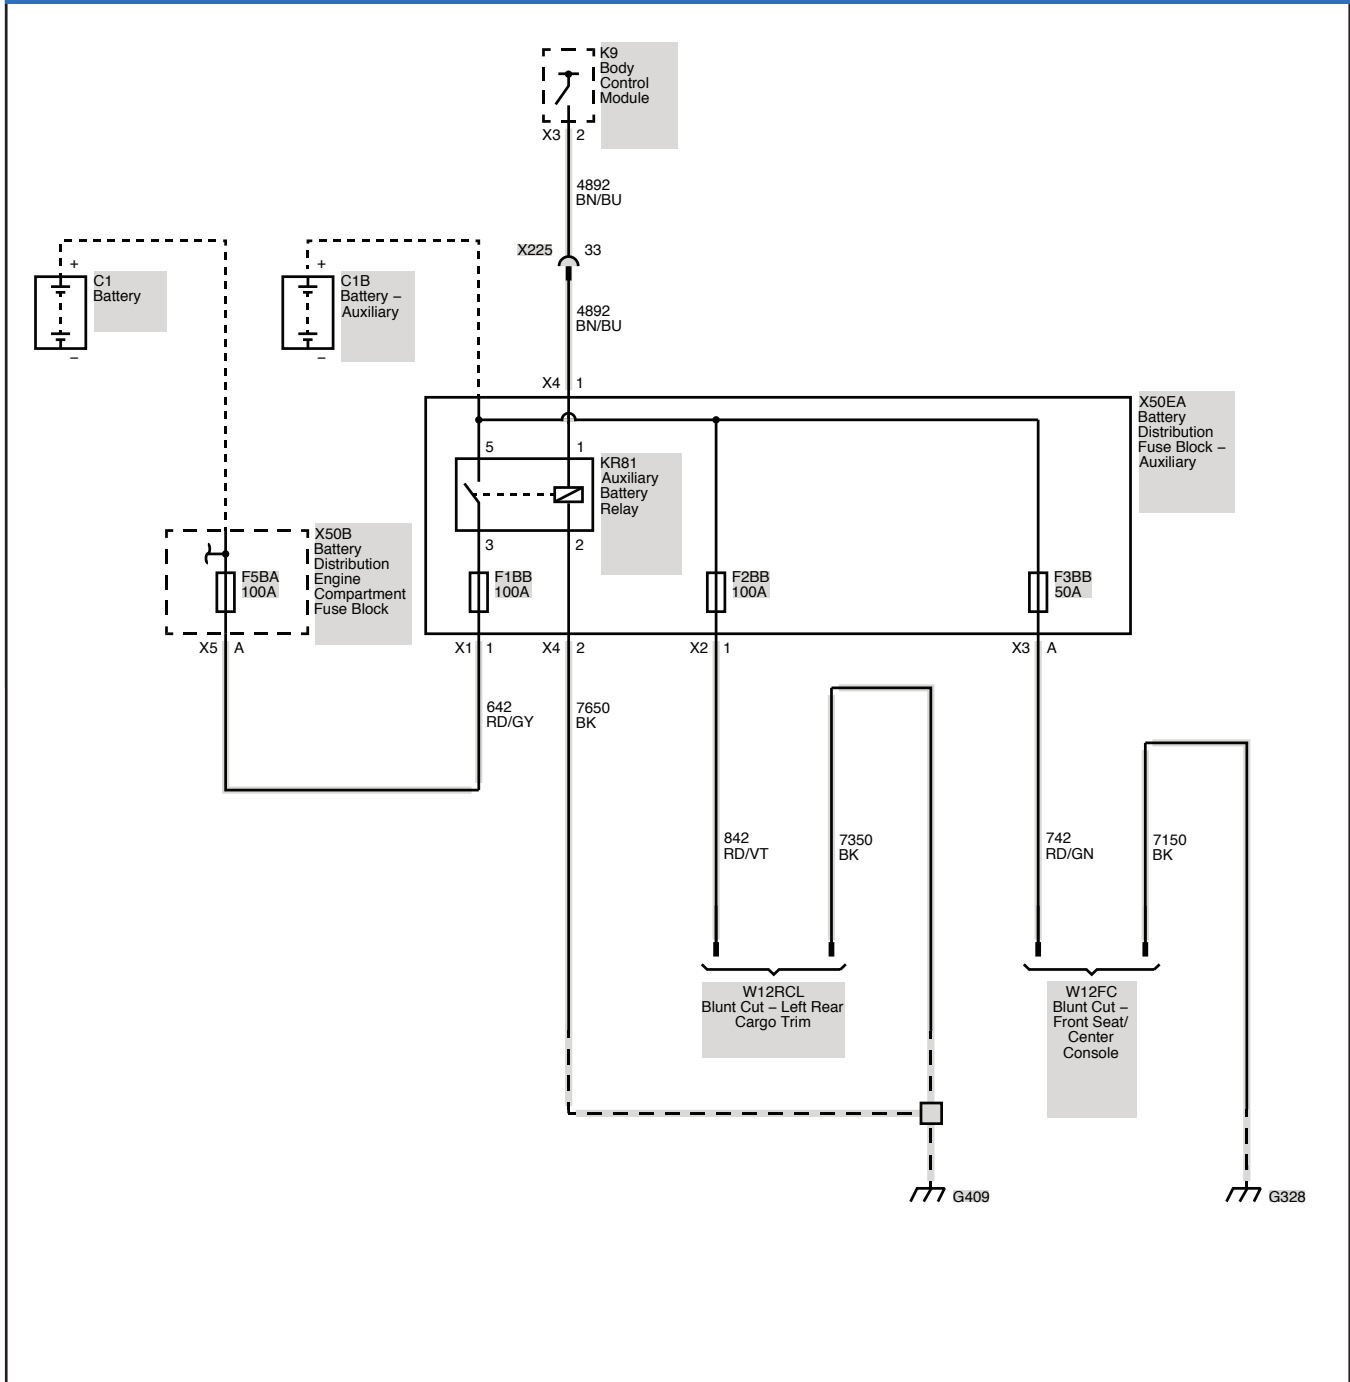 K9
Body
Control
Module
X3 2
4892
BN/BU
X225 33
+
C1
Battery
–
+
C1B
Battery –
Auxiliary
–
4892
BN/BU
X4 1
X50EA
Battery
Distribution
Fuse Block –
Auxiliary
5 1
KR81
Auxiliary
Battery
Relay
3 2
X50B
Battery
Distribution
Engine
Compartment
Fuse Block
F5BA
100A
F1BB
100A
F2BB
100A
F3BB
50A
X5 A
X1 1
X4 2
X2 1
X3 A
642
RD/GY
7650
BK
842
RD/VT
7350
BK
742
RD/GN
7150
BK
W12RCL
Blunt Cut – Left Rear
Cargo Trim
W12FC
Blunt Cut –
Front Seat/
Center
Console
G409
G328